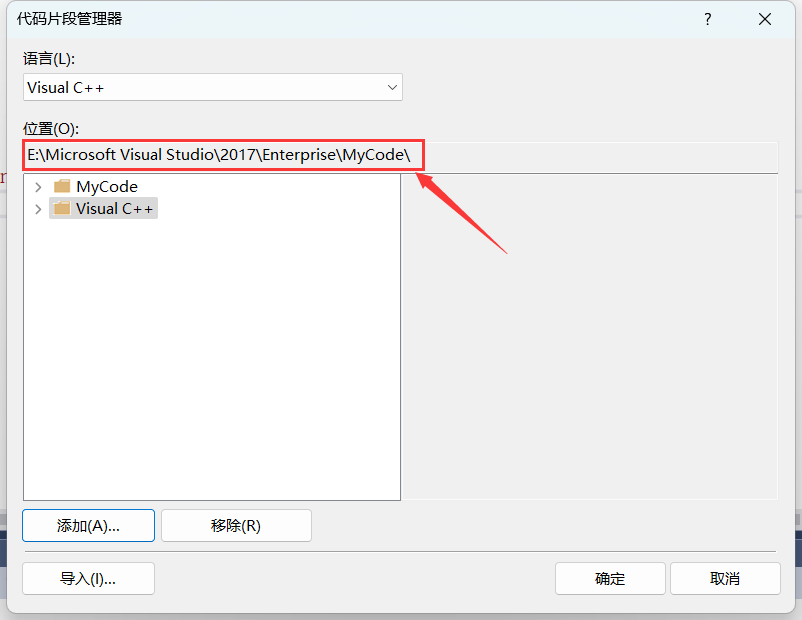 代码片段管理器
?
语言(L):
Visual C++
位置(O):
E:\Microsoft Visual Studio\2017\Enterprise\MyCode\
MyCode
Visual C++
添加(A)...
移除(R)
导入(I)...
确定
取消